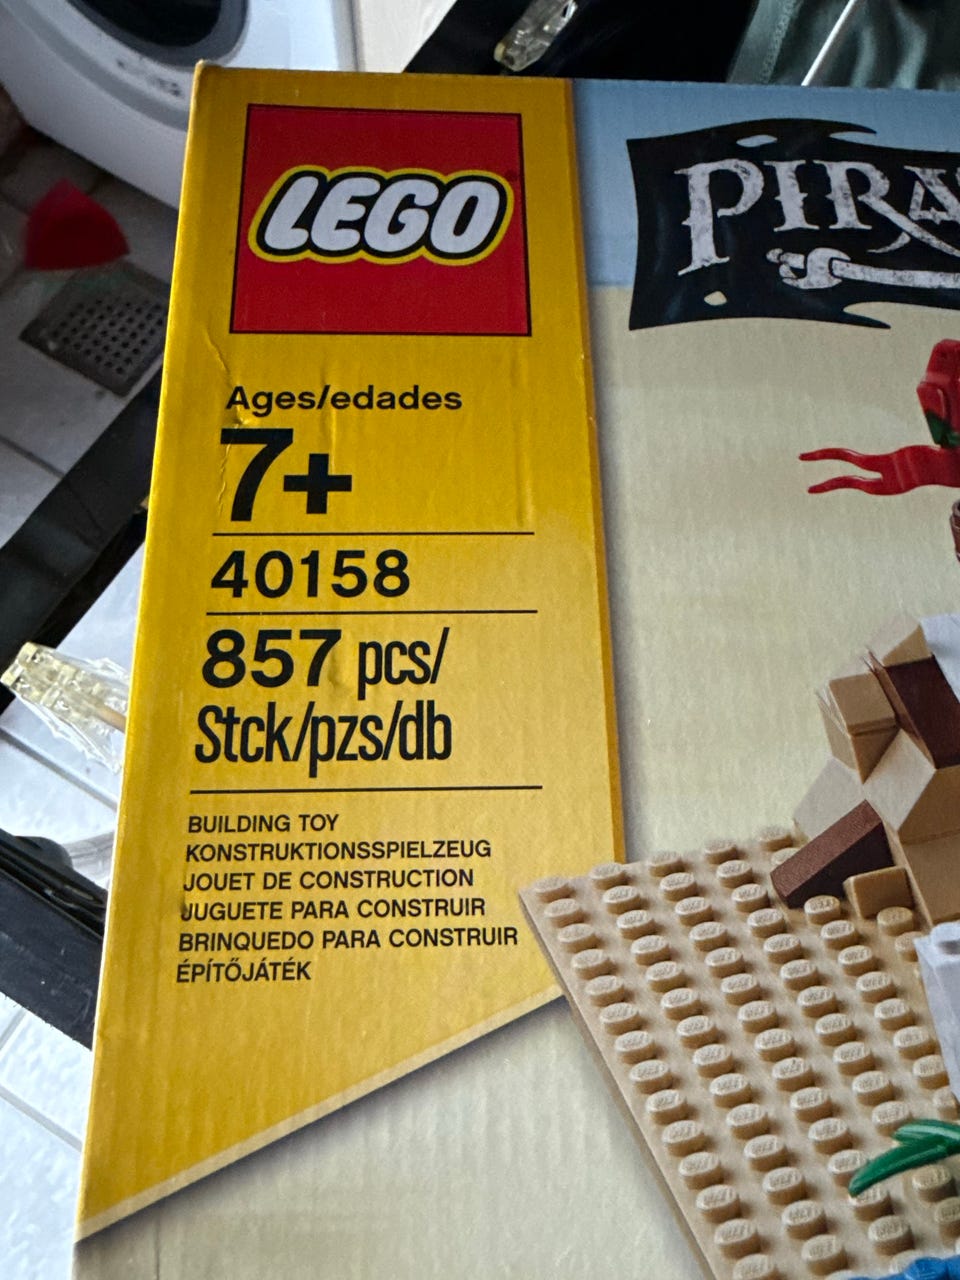 LEGO
Ages/edades
7+
40158
857 pcs/
Stck/pzs/db
BUILDING TOY
KONSTRUKTIONSSPIELZEUG
JOUET DE CONSTRUCTION
JUGUETE PARA CONSTRUIR
BRINQUEDO PARA CONSTRUIR
ÉPÍTŐJÁTÉK
PIRA